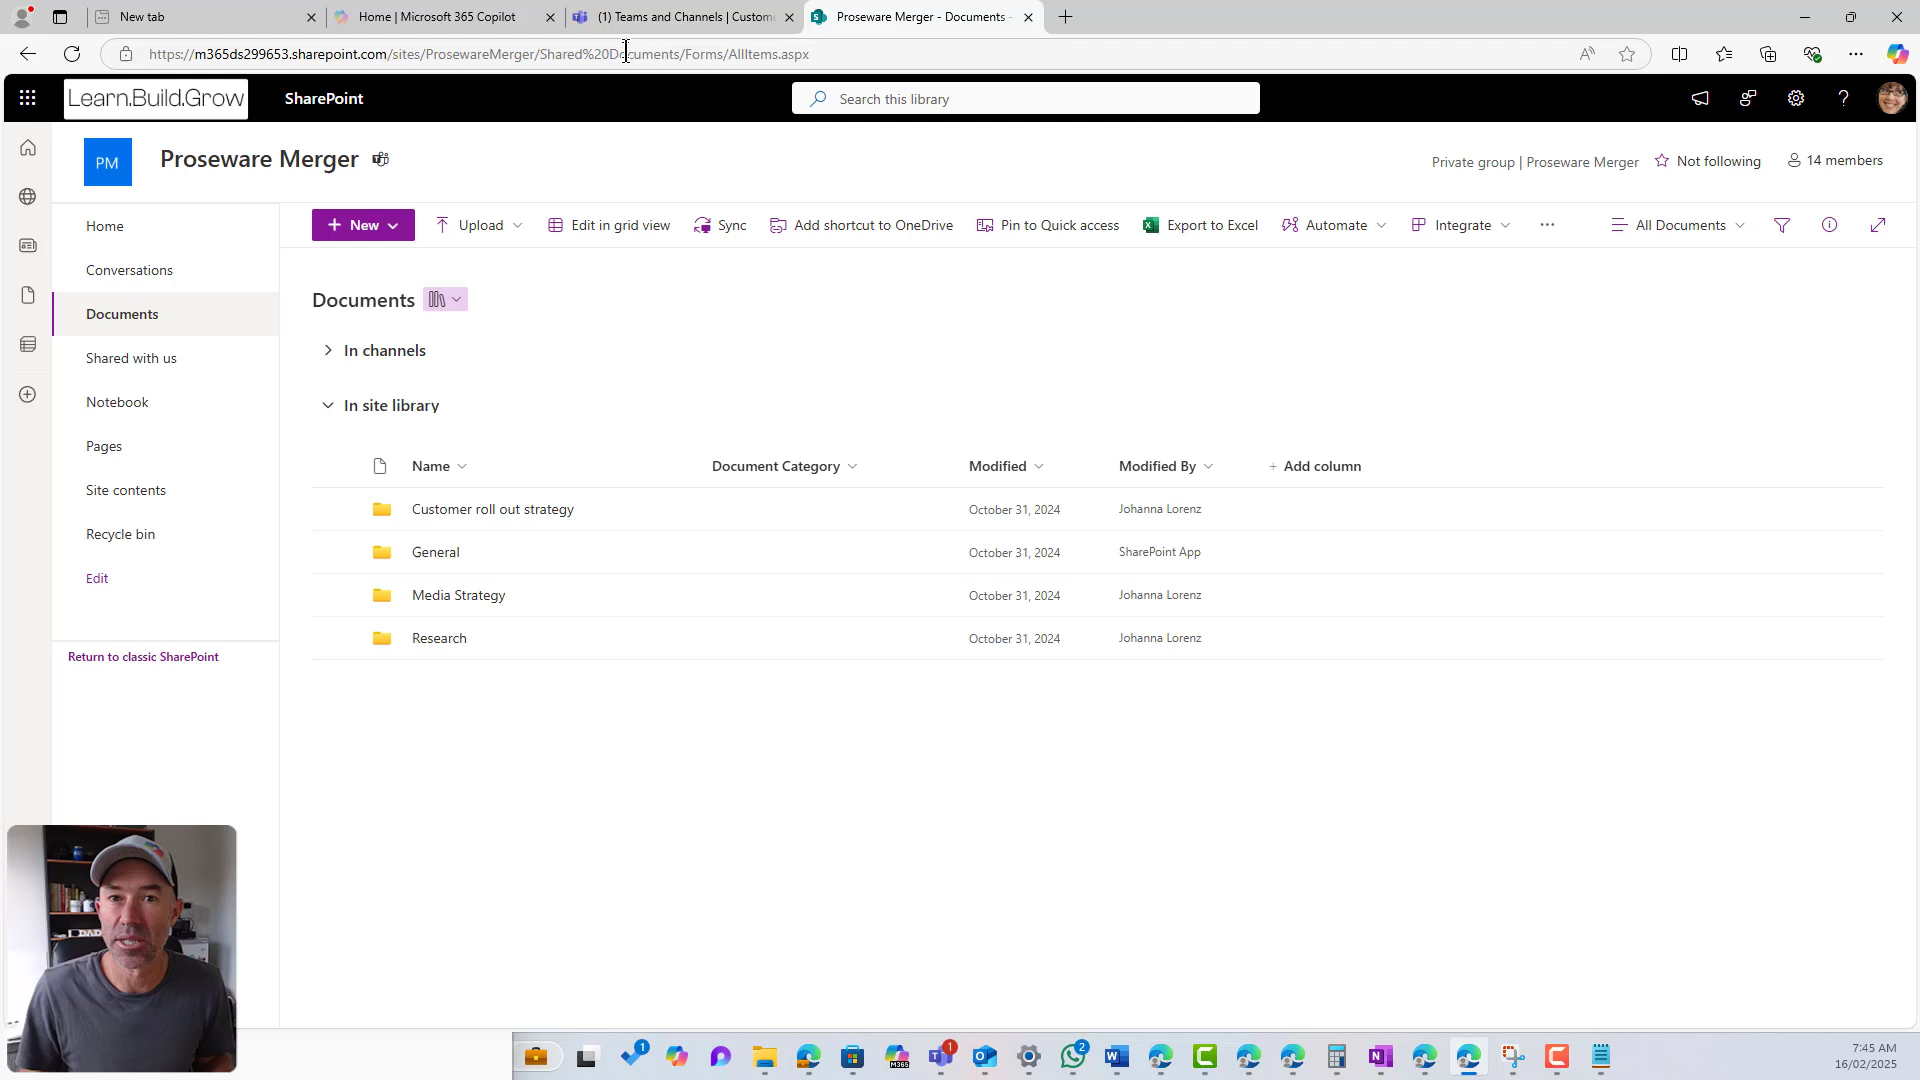 New tab
Home | Microsoft 365 Copilot
(1) Teams and Channels | Custome
Proseware Merger - Documents -
https://m365ds299653.sharepoint.com/sites/ProsewareMerger/Shared%20Documents/Forms/AllItems.aspx
Learn.Build.Grow
SharePoint
Search this library
PM
Proseware Merger
Private group | Proseware Merger
Not following
14 members
Home
Conversations
Documents
Shared with us
Notebook
Pages
Site contents
Recycle bin
Edit
Return to classic SharePoint
+ New
Upload
Edit in grid view
Sync
Add shortcut to OneDrive
Pin to Quick access
Export to Excel
Automate
Integrate
All Documents
Documents
In channels
In site library
Name
Document Category
Modified
Modified By
+ Add column
Customer roll out strategy
October 31, 2024
Johanna Lorenz
General
October 31, 2024
SharePoint App
Media Strategy
October 31, 2024
Johanna Lorenz
Research
October 31, 2024
Johanna Lorenz
1
M365
1
2
7:45 AM
16/02/2025